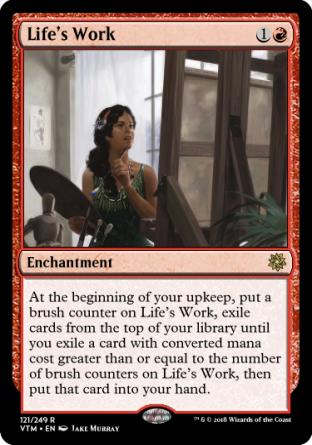 Life's Work 1
Enchantment
At the beginning of your upkeep, put a
brush counter on Life's Work, exile
cards from the top of your library until
you exile a card with converted mana
cost greater than or equal to the number
of brush counters on Life's Work, then
put that card into your hand.
121/249 R
VTM • EN JAKE MURRAY
™ & © 2018 Wizards of the Coast